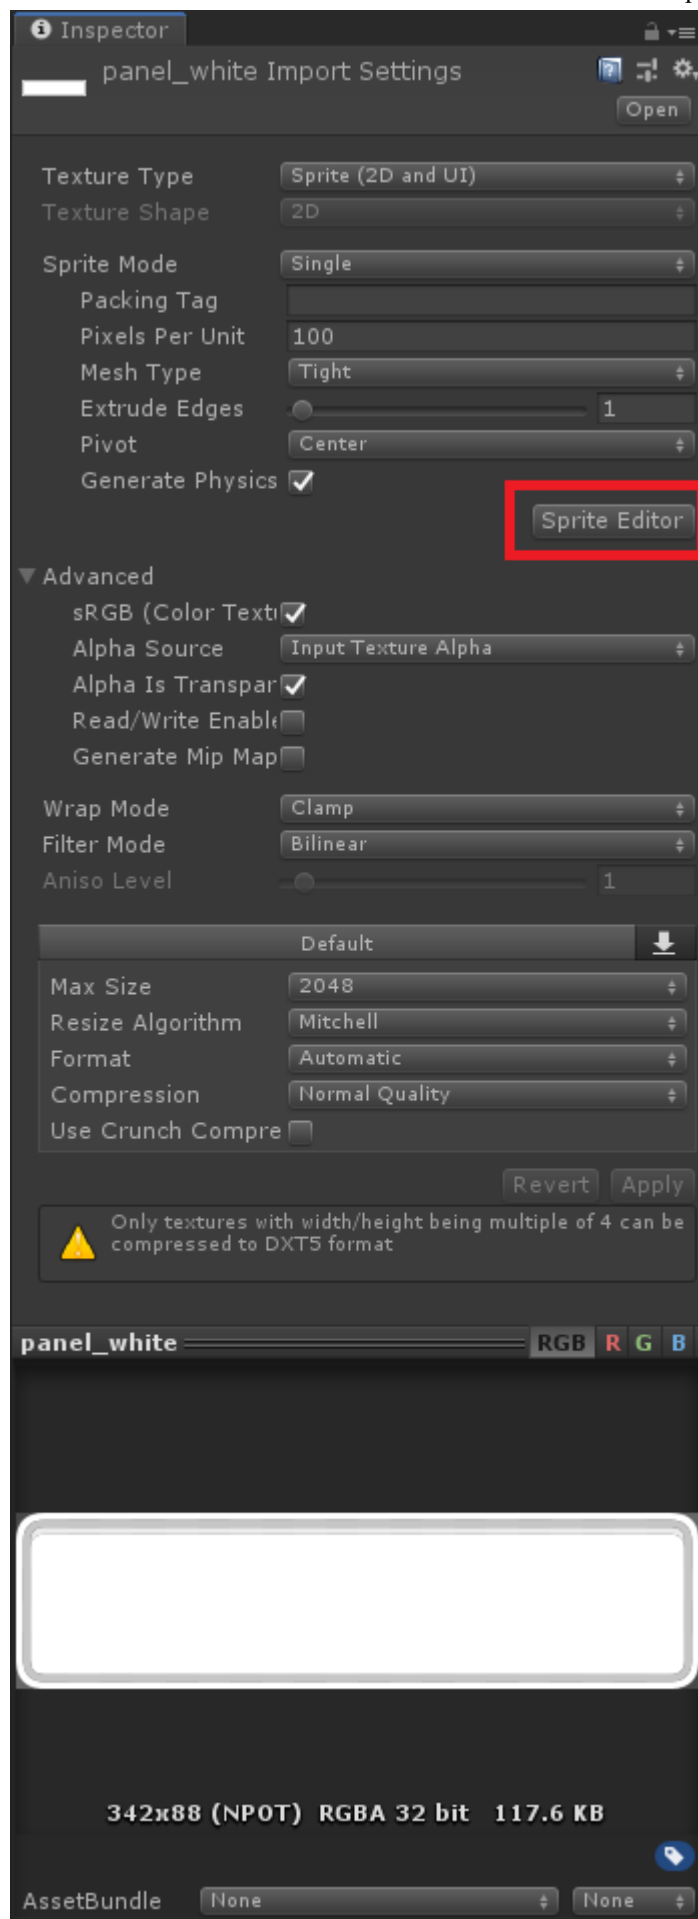 Inspector
panel_white Import Settings
Open
Texture Type Sprite (2D and UI)
Texture Shape 2D
Sprite Mode Single
Packing Tag
Pixels Per Unit 100
Mesh Type Tight
Extrude Edges 1
Pivot Center
Generate Physics
Sprite Editor
Advanced
sRGB (Color Textu
Alpha Source Input Texture Alpha
Alpha Is Transpar
Read/Write Enable
Generate Mip Map
Wrap Mode Clamp
Filter Mode Bilinear
Aniso Level 1
Default
Max Size 2048
Resize Algorithm Mitchell
Format Automatic
Compression Normal Quality
Use Crunch Compre
Revert Apply
Only textures with width/height being multiple of 4 can be
compressed to DXT5 format
panel_white RGB R G B
342x88 (NPOT) RGBA 32 bit 117.6 KB
AssetBundle None None